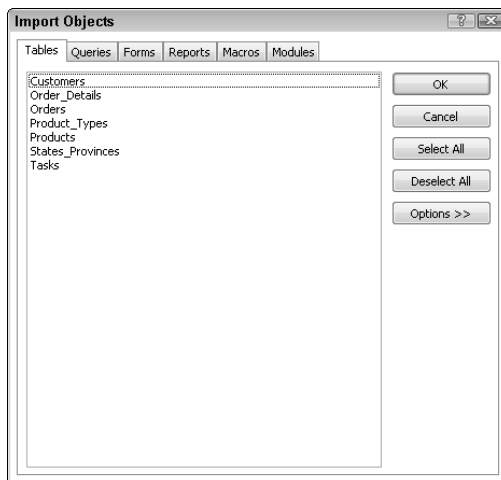 Import Objects
Tables Queries Forms Reports Macros Modules
Customers
Order_Details
Orders
Product_Types
Products
States_Provinces
Tasks
OK
Cancel
Select All
Deselect All
Options >>